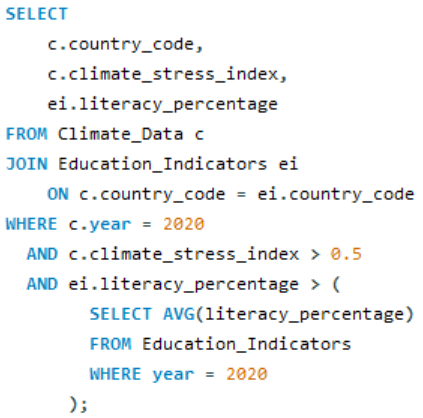 SELECT
    c.country_code,
    c.climate_stress_index,
    ei.literacy_percentage
FROM Climate_Data c
JOIN Education_Indicators ei
    ON c.country_code = ei.country_code
WHERE c.year = 2020
  AND c.climate_stress_index > 0.5
  AND ei.literacy_percentage > (
        SELECT AVG(literacy_percentage)
        FROM Education_Indicators
        WHERE year = 2020
      );